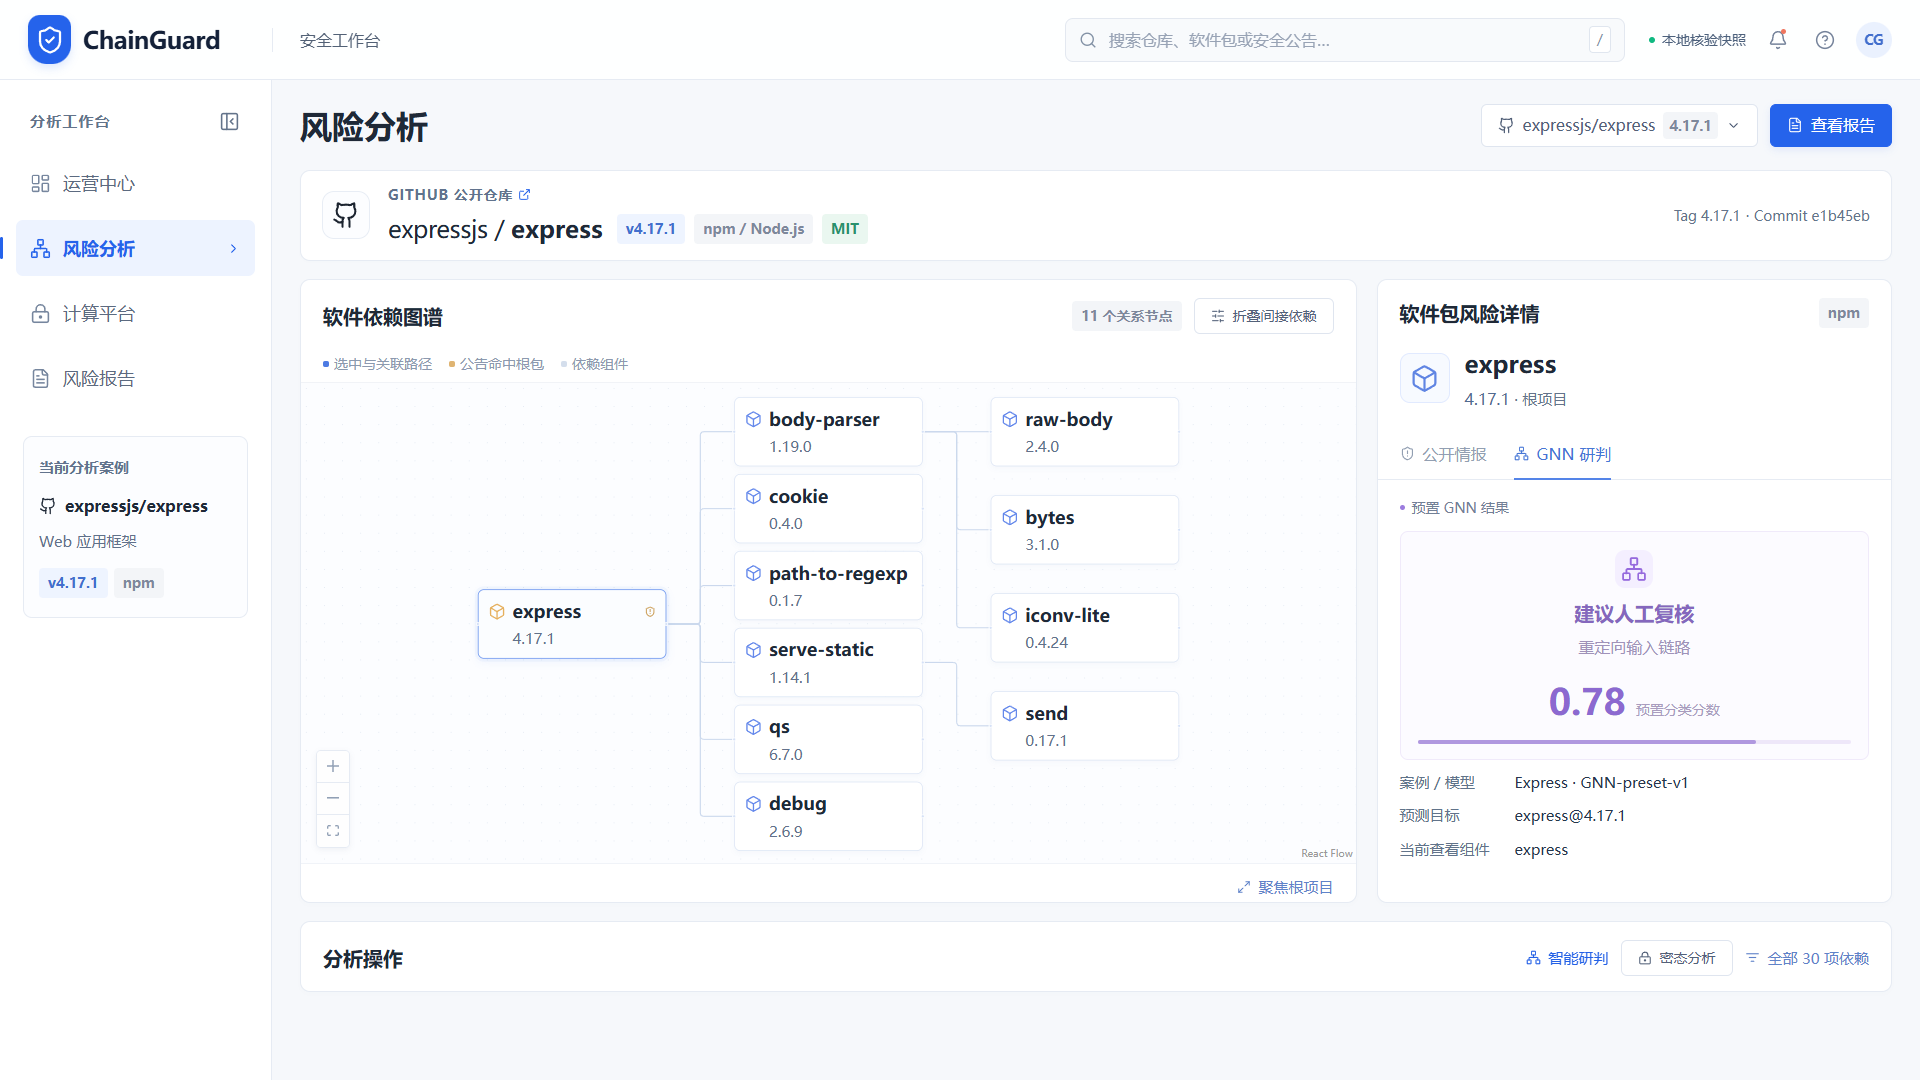 ChainGuard
安全工作台
搜索仓库、软件包或安全公告...
/
本地核验快照
CG
分析工作台
运营中心
风险分析
计算平台
风险报告
当前分析案例
expressjs/express
Web 应用框架
v4.17.1 npm
风险分析
expressjs/express 4.17.1
查看报告
GITHUB 公开仓库
expressjs / express v4.17.1 npm / Node.js MIT
Tag 4.17.1 · Commit e1b45eb
软件依赖图谱
11 个关系节点
折叠间接依赖
选中与关联路径 公告命中根包 依赖组件
express
4.17.1
body-parser
1.19.0
cookie
0.4.0
path-to-regexp
0.1.7
serve-static
1.14.1
qs
6.7.0
debug
2.6.9
raw-body
2.4.0
bytes
3.1.0
iconv-lite
0.4.24
send
0.17.1
React Flow
聚焦根项目
软件包风险详情
npm
express
4.17.1 · 根项目
公开情报 GNN 研判
预置 GNN 结果
建议人工复核
重定向输入链路
0.78 预置分类分数
案例 / 模型 Express · GNN-preset-v1
预测目标 express@4.17.1
当前查看组件 express
分析操作
智能研判 密态分析 全部 30 项依赖